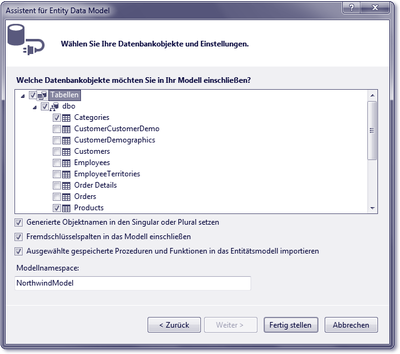 Assistent für Entity Data Model
Wählen Sie Ihre Datenbankobjekte und Einstellungen.
Welche Datenbankobjekte möchten Sie in Ihr Modell einschließen?
Tabellen
dbo
Categories
CustomerCustomerDemo
CustomerDemographics
Customers
Employees
EmployeeTerritories
Order Details
Orders
Products
Generierte Objektnamen in den Singular oder Plural setzen
Fremdschlüsselspalten in das Modell einschließen
Ausgewählte gespeicherte Prozeduren und Funktionen in das Entitätsmodell importieren
Modellnamespace:
NorthwindModel
< Zurück Weiter > Fertig stellen Abbrechen